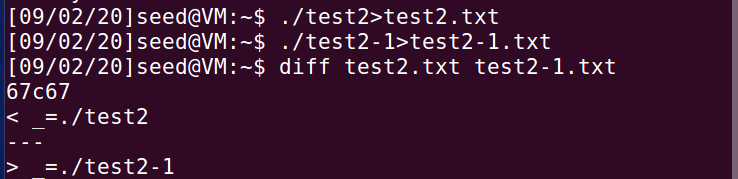 [09/02/20]seed@VM:~$ ./test2>test2.txt
[09/02/20]seed@VM:~$ ./test2-1>test2-1.txt
[09/02/20]seed@VM:~$ diff test2.txt test2-1.txt
67c67
< _=./test2
---
> _=./test2-1